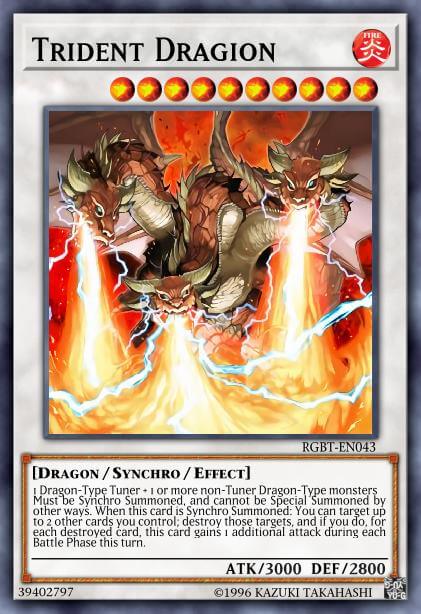 TRIDENT DRAGION
FIRE
炎
RGBT-EN043
[DRAGON / SYNCHRO / EFFECT]
1 Dragon-Type Tuner + 1 or more non-Tuner Dragon-Type monsters
Must be Synchro Summoned, and cannot be Special Summoned by
other ways. When this card is Synchro Summoned: You can target up
to 2 other cards you control; destroy those targets, and if you do, for
each destroyed card, this card gains 1 additional attack during each
Battle Phase this turn.
ATK/3000 DEF/2800
39402797
©1996 KAZUKI TAKAHASHI